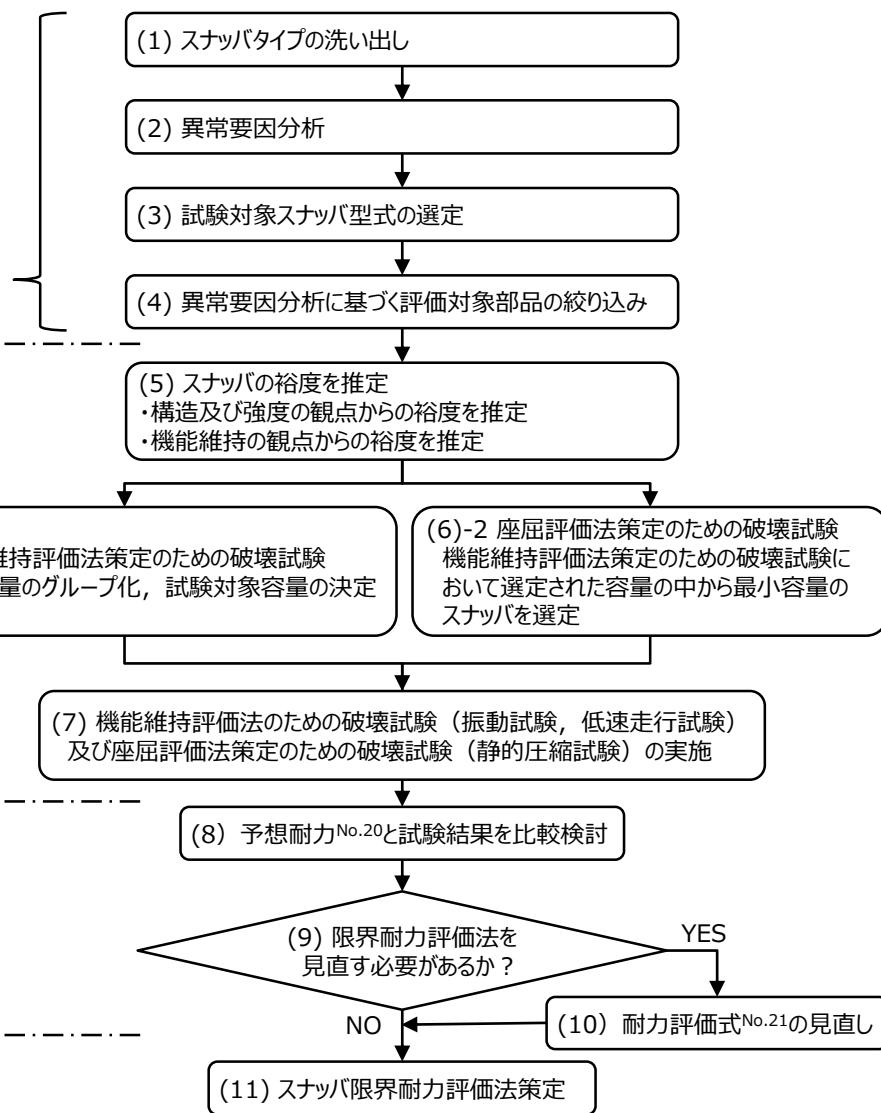 (1) スナッバタイプの洗い出し
(2) 異常要因分析
(3) 試験対象スナッバ型式の選定
(4) 異常要因分析に基づく評価対象部品の絞り込み
(5) スナッバの裕度を推定
・構造及び強度の観点からの裕度を推定
・機能維持の観点からの裕度を推定
維持評価法策定のための破壊試験
量のグループ化，試験対象容量の決定
(6)-2 座屈評価法策定のための破壊試験
機能維持評価法策定のための破壊試験に
おいて選定された容量の中から最小容量の
スナッバを選定
(7) 機能維持評価法のための破壊試験（振動試験，低速走行試験）
及び座屈評価法策定のための破壊試験（静的圧縮試験）の実施
(8）予想耐力No.20と試験結果を比較検討
(9) 限界耐力評価法を
見直す必要があるか？
YES
NO
(10）耐力評価式No.21の見直し
(11) スナッバ限界耐力評価法策定